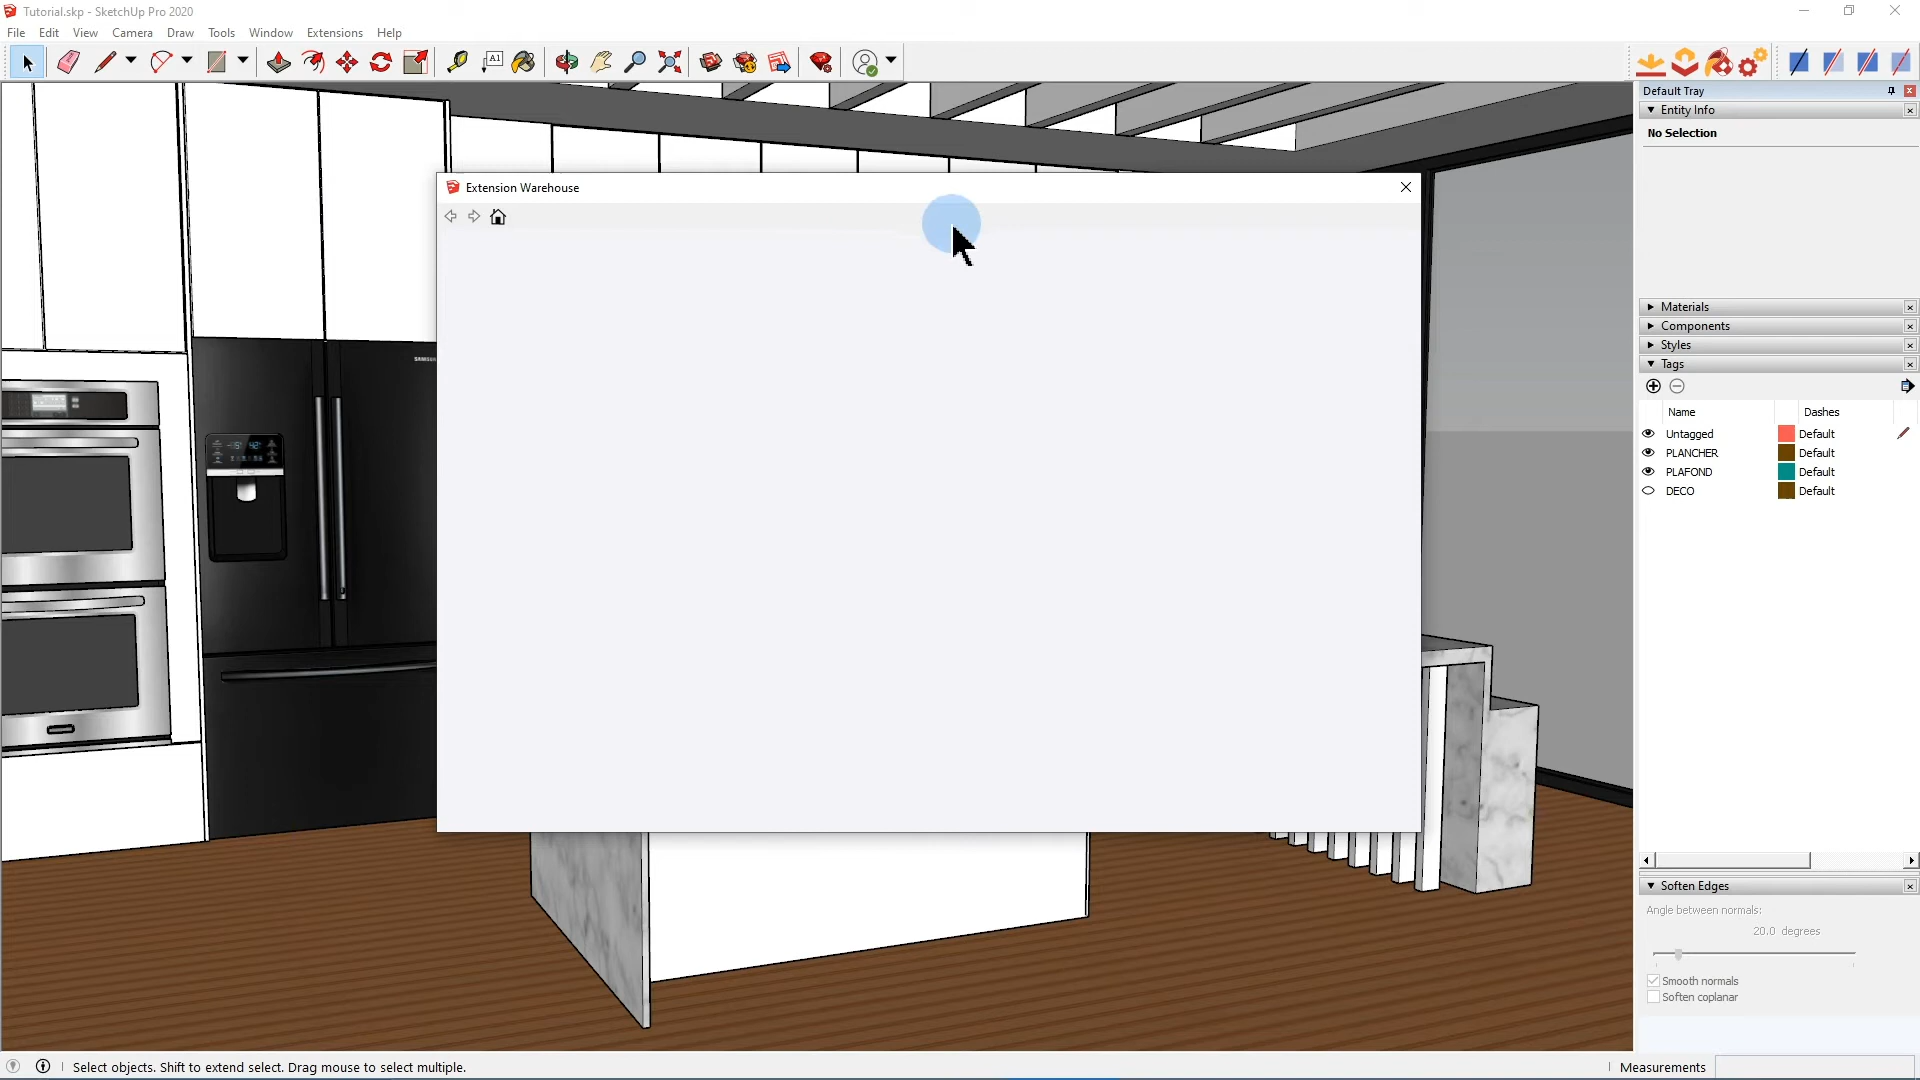 Tutorial.skp - SketchUp Pro 2020
File Edit View Camera Draw Tools Window Extensions Help
A1
Default Tray
Entity Info
No Selection
Extension Warehouse
Materials
Components
Styles
Tags
Name Dashes
Untagged Default
PLANCHER Default
PLAFOND Default
DECO Default
Soften Edges
Angle between normals:
20.0 degrees
Smooth normals
Soften coplanar
Select objects. Shift to extend select. Drag mouse to select multiple.
Measurements